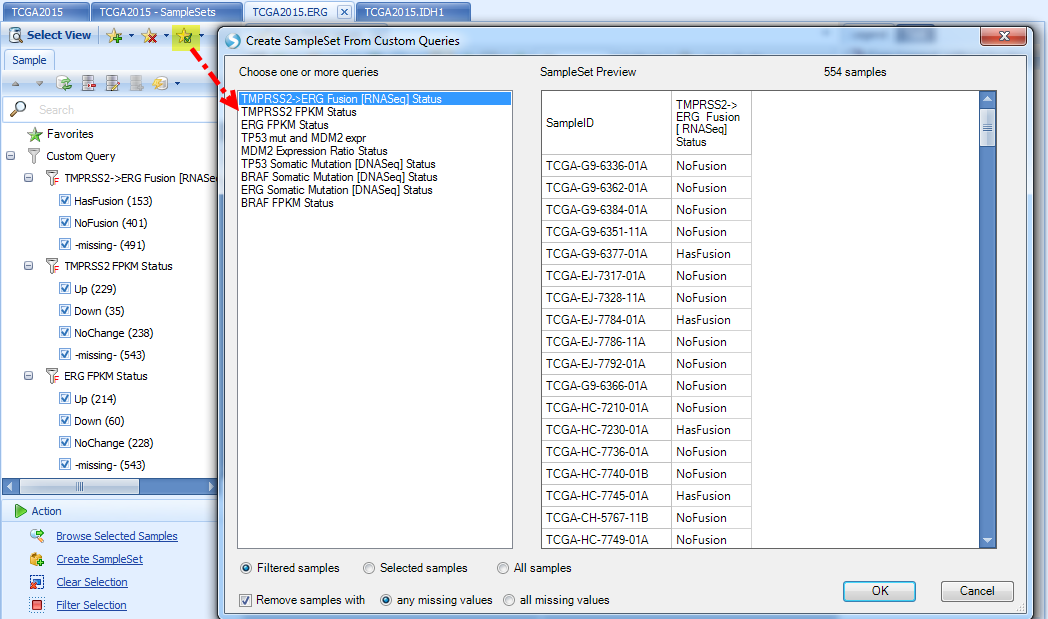 TCGA2015 TCGA2015 - SampleSets TCGA2015.ERG TCGA2015.IDH1
Select View
Sample
Search
Favorites
Custom Query
TMPRSS2->ERG Fusion [RNASe
HasFusion (153)
NoFusion (401)
-missing- (491)
TMPRSS2 FPKM Status
Up (229)
Down (35)
NoChange (238)
-missing- (543)
ERG FPKM Status
Up (214)
Down (60)
NoChange (228)
-missing- (543)
Action
Browse Selected Samples
Create SampleSet
Clear Selection
Filter Selection
Create SampleSet From Custom Queries
Choose one or more queries
TMPRSS2->ERG Fusion [RNASeq] Status
TMPRSS2 FPKM Status
ERG FPKM Status
TP53 mut and MDM2 expr
MDM2 Expression Ratio Status
TP53 Somatic Mutation [DNASeq] Status
BRAF Somatic Mutation [DNASeq] Status
ERG Somatic Mutation [DNASeq] Status
BRAF FPKM Status
SampleSet Preview 554 samples
SampleID
TMPRSS2->
ERG Fusion
[RNASeq]
Status
TCGA-G9-6336-01A NoFusion
TCGA-G9-6362-01A NoFusion
TCGA-G9-6384-01A NoFusion
TCGA-G9-6351-11A NoFusion
TCGA-G9-6377-01A HasFusion
TCGA-EJ-7317-01A NoFusion
TCGA-EJ-7328-11A NoFusion
TCGA-EJ-7784-01A HasFusion
TCGA-EJ-7786-11A NoFusion
TCGA-EJ-7792-01A NoFusion
TCGA-G9-6366-01A NoFusion
TCGA-HC-7210-01A NoFusion
TCGA-HC-7230-01A HasFusion
TCGA-HC-7736-01A NoFusion
TCGA-HC-7740-01B NoFusion
TCGA-HC-7745-01A HasFusion
TCGA-CH-5767-11B NoFusion
TCGA-HC-7749-01A NoFusion
Filtered samples Selected samples All samples
Remove samples with any missing values all missing values
OK Cancel